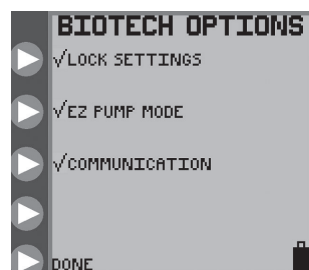 BIOTECH OPTIONS
√LOCK SETTINGS
√EZ PUMP MODE
√COMMUNICATION
DONE